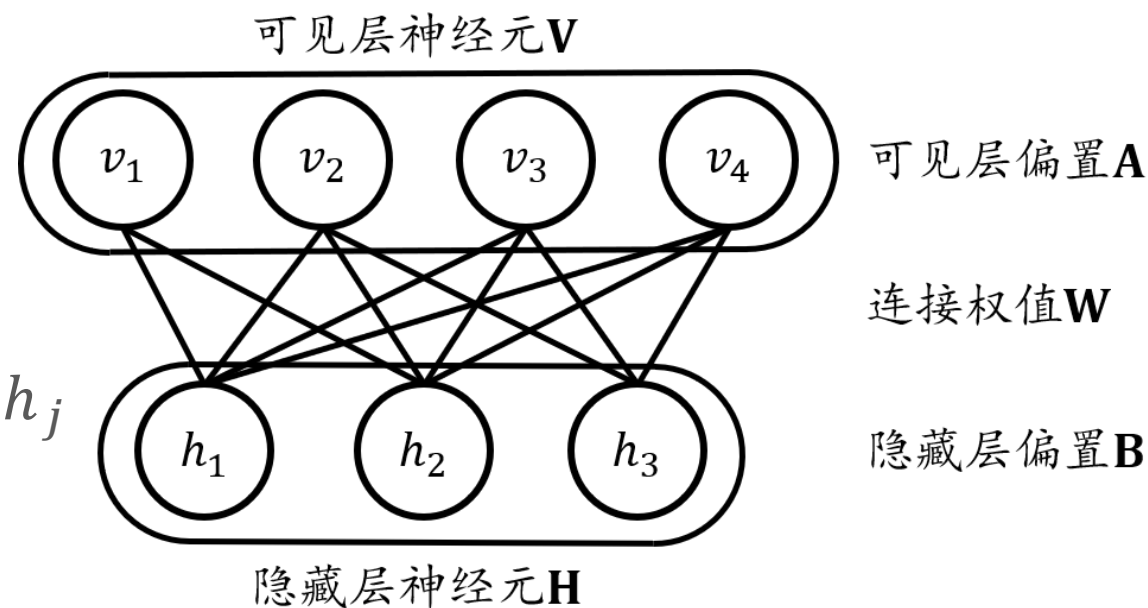 可见层神经元V
v1 v2 v3 v4
可见层偏置A
连接权值W
hj
h1 h2 h3
隐藏层偏置B
隐藏层神经元H